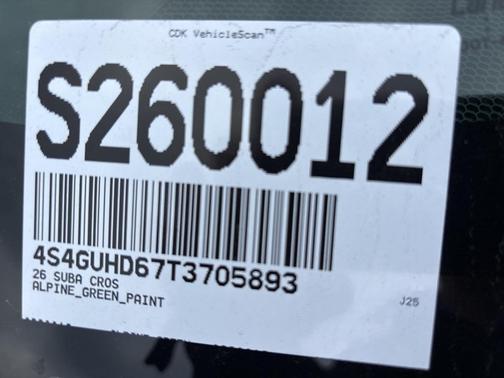 CDK VehicleScan™
S260012
4S4GUHD67T3705893
26 SUBA CROS
ALPINE_GREEN_PAINT
J25